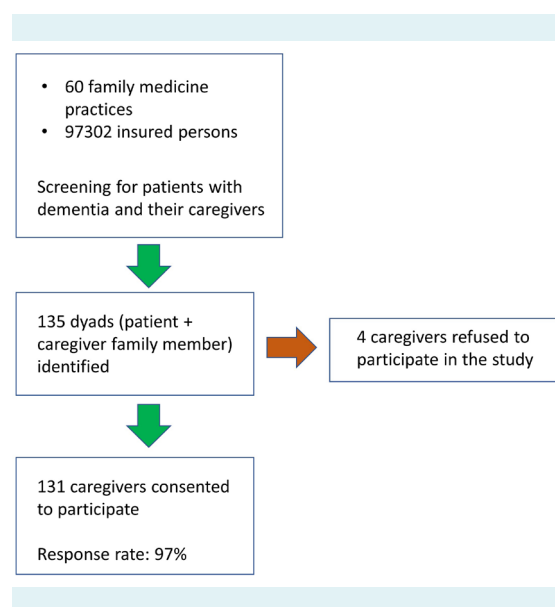 • 60 family medicine
practices
• 97302 insured persons
Screening for patients with
dementia and their caregivers
135 dyads (patient +
caregiver family member)
identified
4 caregivers refused to
participate in the study
131 caregivers consented
to participate
Response rate: 97%